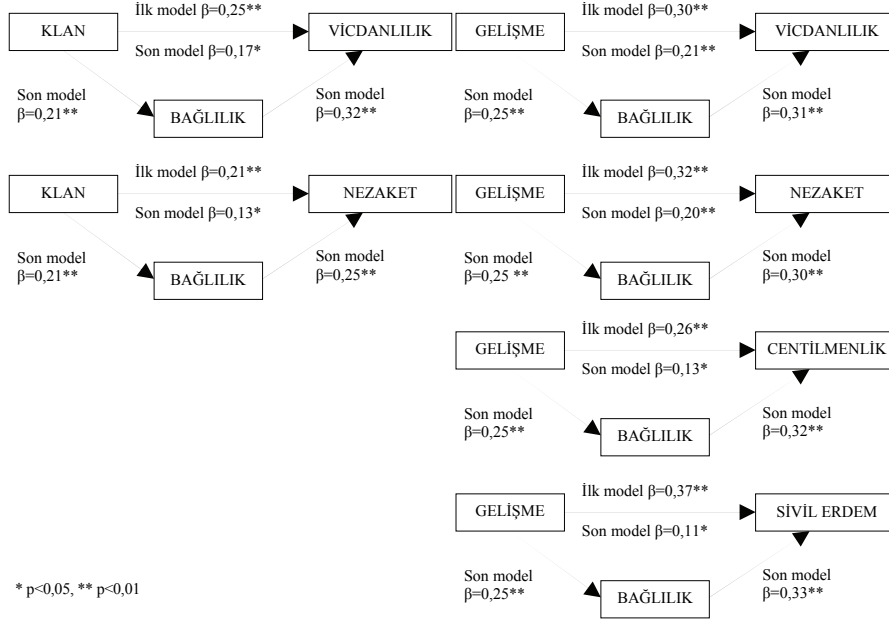 İlk model β=0,25**
KLAN
VİCDANLILIK
Son model β=0,17*
Son model
β=0,21**
BAĞLILIK
Son model
β=0,32**
İlk model β=0,30**
GELİŞME
VİCDANLILIK
Son model β=0,21**
Son model
β=0,25**
BAĞLILIK
Son model
β=0,31**
İlk model β=0,21**
KLAN
NEZAKET
Son model β=0,13*
Son model
β=0,21**
BAĞLILIK
Son model
β=0,25**
İlk model β=0,32**
GELİŞME
NEZAKET
Son model β=0,20**
Son model
β=0,25 **
BAĞLILIK
Son model
β=0,30**
İlk model β=0,26**
GELİŞME
CENTİLMENLİK
Son model β=0,13*
Son model
β=0,25**
BAĞLILIK
Son model
β=0,32**
İlk model β=0,37**
GELİŞME
SİVİL ERDEM
Son model β=0,11*
Son model
β=0,25**
BAĞLILIK
Son model
β=0,33**
* p<0,05, ** p<0,01